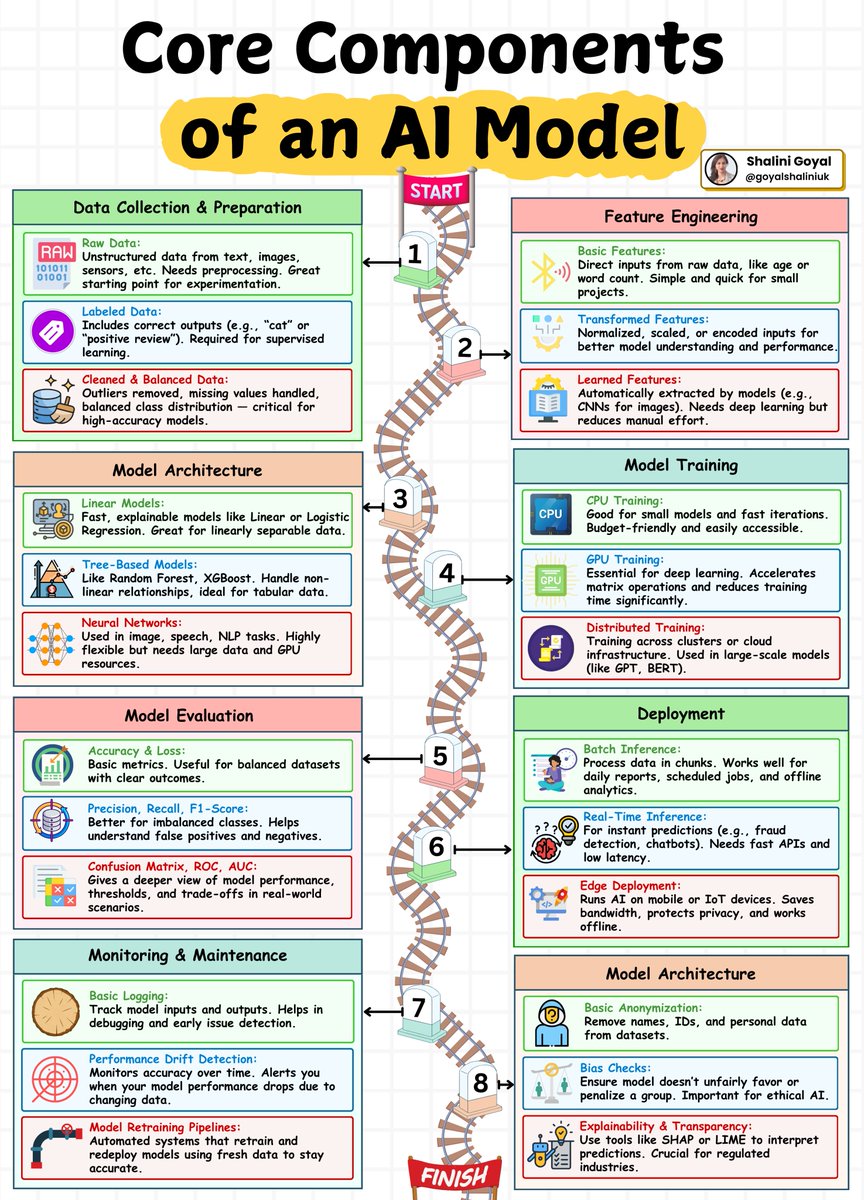 Core Components
of an AI Model
Shalini Goyal
@goyalshaliniuk
START
Data Collection & Preparation
RAW
101011
01001
Raw Data:
Unstructured data from text, images,
sensors, etc. Needs preprocessing. Great
starting point for experimentation.
Labeled Data:
Includes correct outputs (e.g., “cat” or
“positive review”). Required for supervised
learning.
Cleaned & Balanced Data:
Outliers removed, missing values handled,
balanced class distribution — critical for
high-accuracy models.
1
Feature Engineering
Basic Features:
Direct inputs from raw data, like age or
word count. Simple and quick for small
projects.
Transformed Features:
Normalized, scaled, or encoded inputs for
better model understanding and performance.
Learned Features:
Automatically extracted by models (e.g.,
CNNs for images). Needs deep learning but
reduces manual effort.
2
Model Architecture
Linear Models:
Fast, explainable models like Linear or Logistic
Regression. Great for linearly separable data.
Tree-Based Models:
Like Random Forest, XGBoost. Handle non-
linear relationships, ideal for tabular data.
Neural Networks:
Used in image, speech, NLP tasks. Highly
flexible but needs large data and GPU
resources.
3
Model Training
CPU
CPU Training:
Good for small models and fast iterations.
Budget-friendly and easily accessible.
GPU
GPU Training:
Essential for deep learning. Accelerates
matrix operations and reduces training
time significantly.
Distributed Training:
Training across clusters or cloud
infrastructure. Used in large-scale models
(like GPT, BERT).
4
Model Evaluation
Accuracy & Loss:
Basic metrics. Useful for balanced datasets
with clear outcomes.
Precision, Recall, F1-Score:
Better for imbalanced classes. Helps
understand false positives and negatives.
Confusion Matrix, ROC, AUC:
Gives a deeper view of model performance,
thresholds, and trade-offs in real-world
scenarios.
5
Deployment
Batch Inference:
Process data in chunks. Works well for
daily reports, scheduled jobs, and offline
analytics.
???
Real-Time Inference:
For instant predictions (e.g., fraud
detection, chatbots). Needs fast APIs and
low latency.
</>
Edge Deployment:
Runs AI on mobile or IoT devices. Saves
bandwidth, protects privacy, and works
offline.
6
Monitoring & Maintenance
Basic Logging:
Track model inputs and outputs. Helps in
debugging and early issue detection.
Performance Drift Detection:
Monitors accuracy over time. Alerts you
when your model performance drops due to
changing data.
Model Retraining Pipelines:
Automated systems that retrain and
redeploy models using fresh data to stay
accurate.
7
Model Architecture
?
Basic Anonymization:
Remove names, IDs, and personal data
from datasets.
Bias Checks:
Ensure model doesn’t unfairly favor or
penalize a group. Important for ethical AI.
Explainability & Transparency:
Use tools like SHAP or LIME to interpret
predictions. Crucial for regulated
industries.
8
FINISH